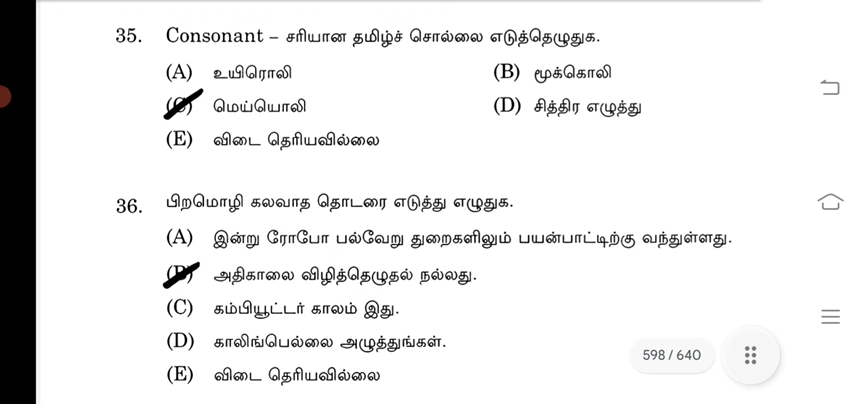 35. Consonant – சரியான தமிழ்ச் சொல்லை எடுத்தெழுதுக.
(A) உயிரொலி (B) மூக்கொலி
(C) மெய்யொலி (D) சித்திர எழுத்து
(E) விடை தெரியவில்லை
36. பிறமொழி கலவாத தொடரை எடுத்து எழுதுக.
(A) இன்று ரோபோ பல்வேறு துறைகளிலும் பயன்பாட்டிற்கு வந்துள்ளது.
(B) அதிகாலை விழித்தெழுதல் நல்லது.
(C) கம்பியூட்டர் காலம் இது.
(D) காலிங்பெல்லை அழுத்துங்கள்.
598 / 640
(E) விடை தெரியவில்லை